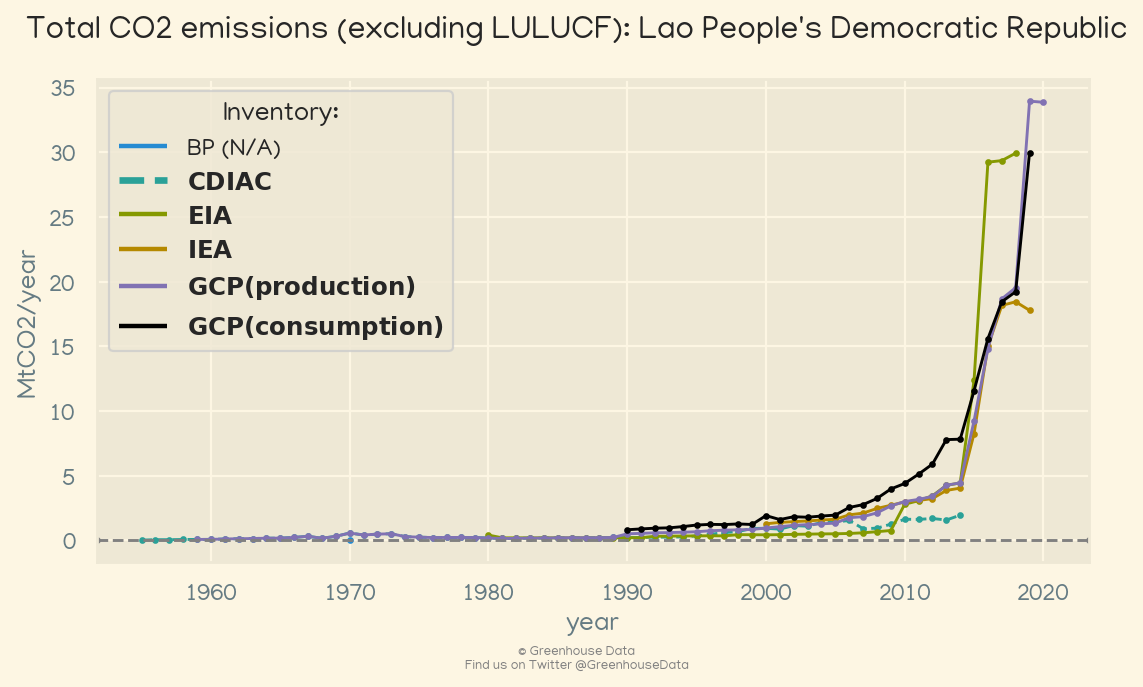 Total CO2 emissions (excluding LULUCF): Lao People's Democratic Republic
35
30
25
20
15
10
5
0
MtCO2/year
Inventory:
BP (N/A)
CDIAC
EIA
IEA
GCP(production)
GCP(consumption)
1960 1970 1980 1990 2000 2010 2020
year
© Greenhouse Data
Find us on Twitter @GreenhouseData